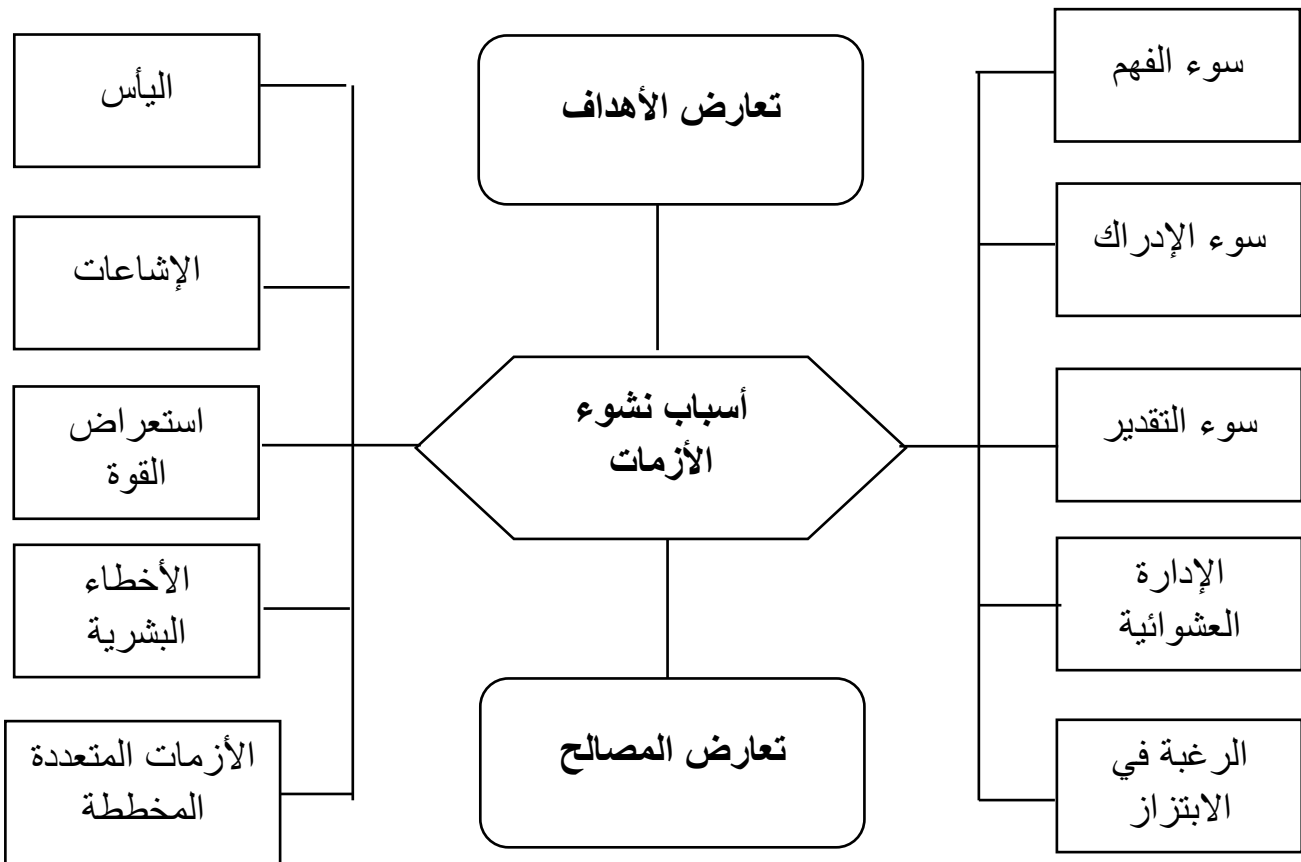 سوء الفهم
سوء الإدراك
سوء التقدير
الإدارة
العشوائية
الرغبة في
الابتزاز
تعارض الأهداف
أسباب نشوء
الأزمات
تعارض المصالح
اليأس
الإشاعات
استعراض
القوة
الأخطاء
البشرية
الأزمات المتعددة
المخططة